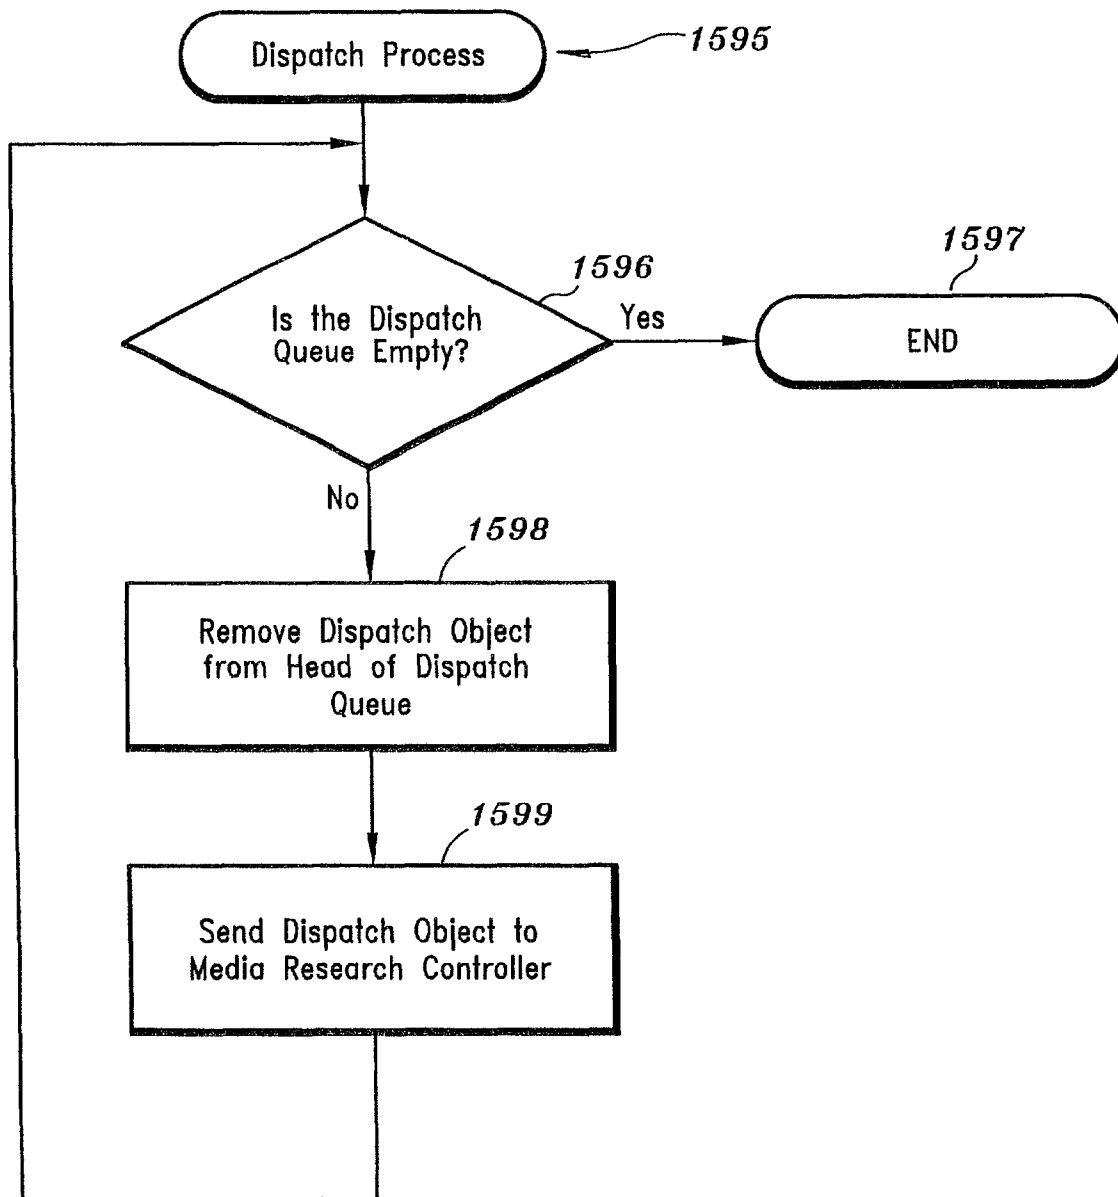 Dispatch Process
1595
1596
Is the Dispatch
Queue Empty?
Yes
1597
END
No
1598
Remove Dispatch Object
from Head of Dispatch
Queue
1599
Send Dispatch Object to
Media Research Controller